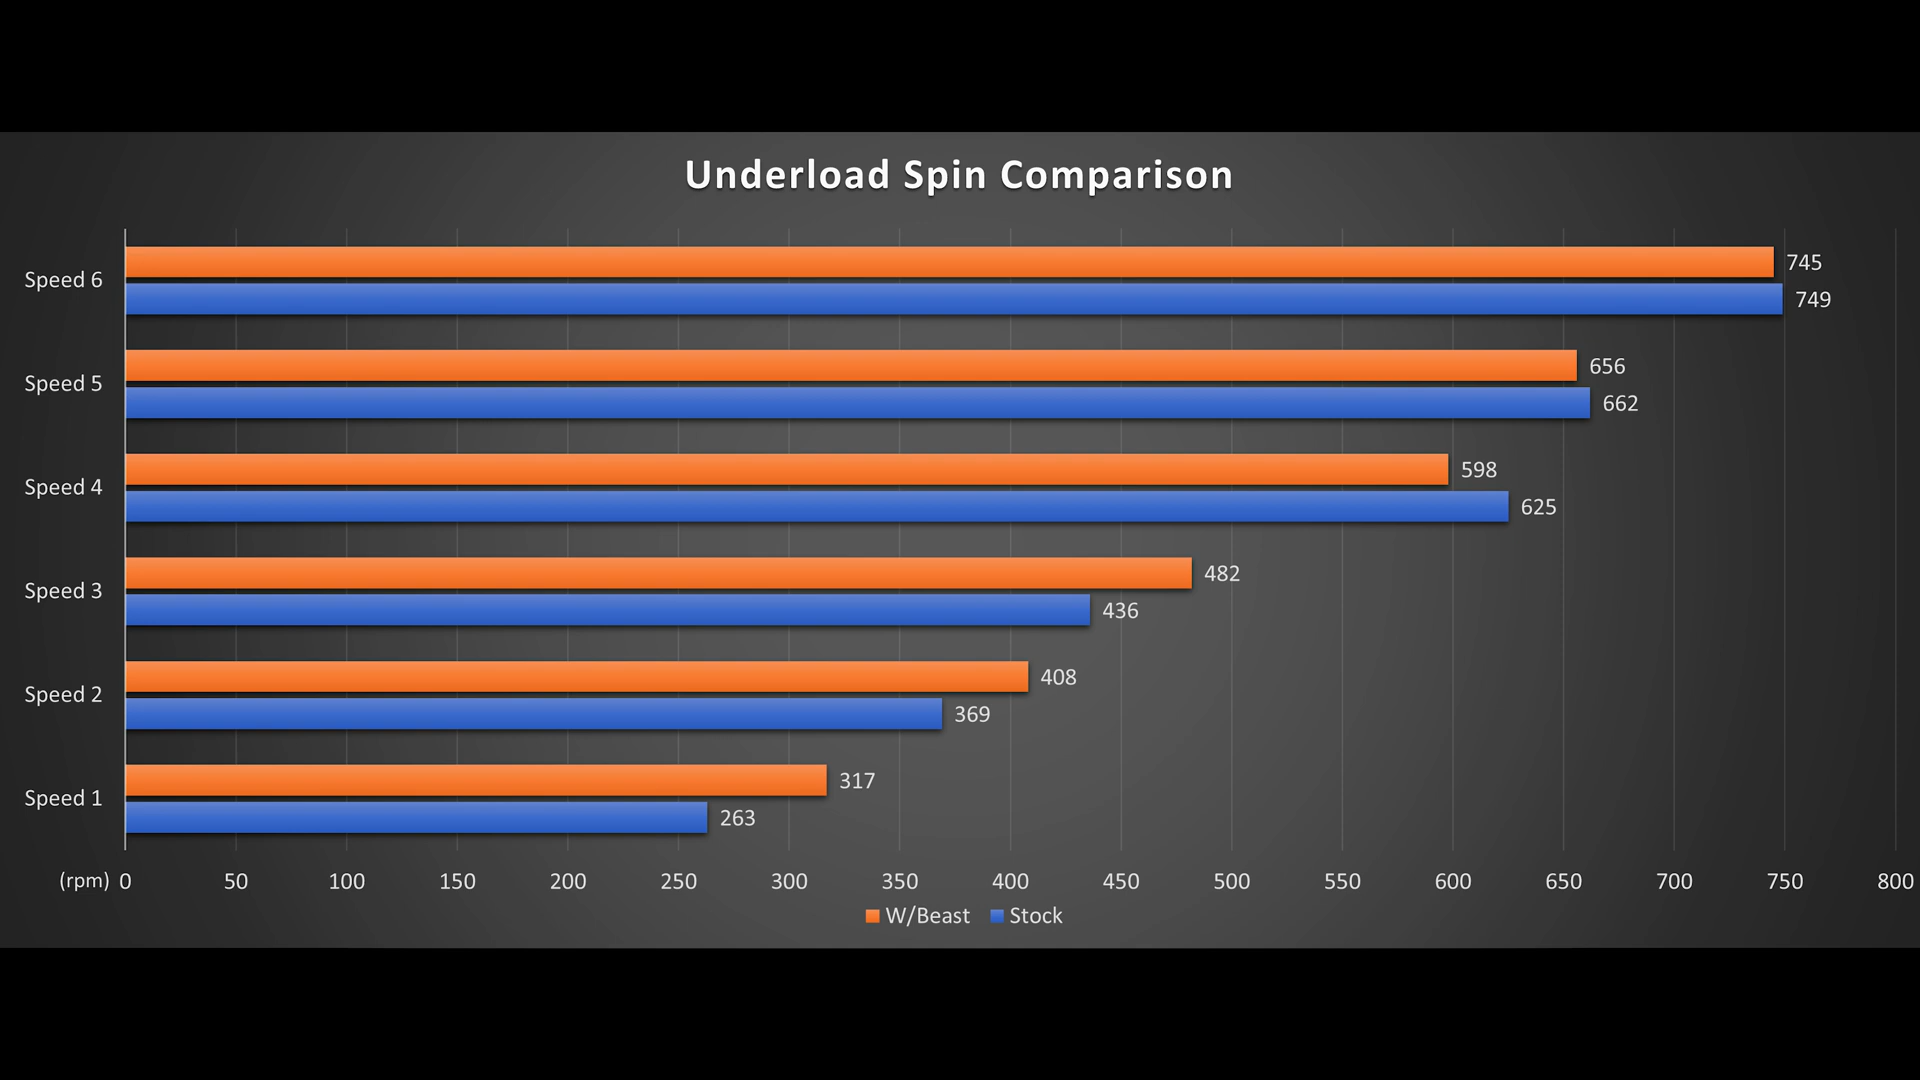 Underload Spin Comparison
Speed 6
745
749
Speed 5
656
662
Speed 4
598
625
Speed 3
482
436
Speed 2
408
369
Speed 1
317
263
(rpm) 0 50 100 150 200 250 300 350 400 450 500 550 600 650 700 750 800
W/Beast Stock